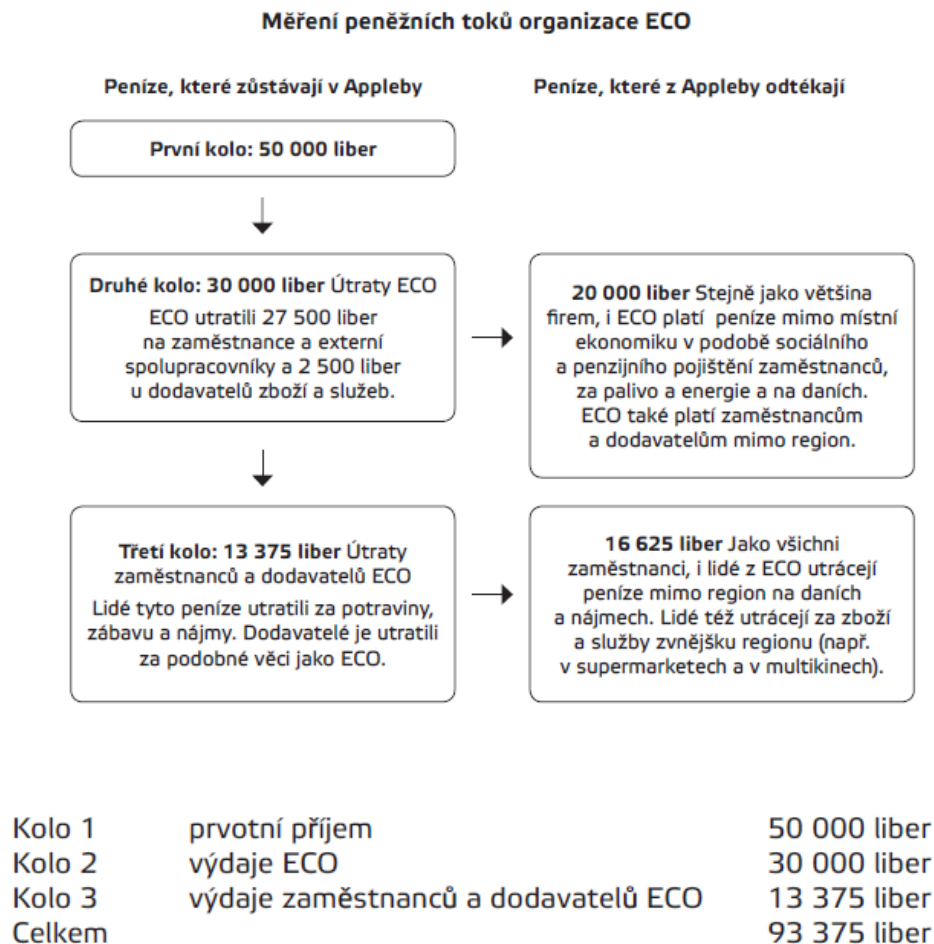 Měření peněžních toků organizace ECO
Peníze, které zůstávají v Appleby
Peníze, které z Appleby odtékají
První kolo: 50 000 liber
Druhé kolo: 30 000 liber Útraty ECO
ECO utratili 27 500 liber
na zaměstnance a externí
spolupracovníky a 2 500 liber
u dodavatelů zboží a služeb.
20 000 liber Stejně jako většina
firem, i ECO platí peníze mimo místní
ekonomiku v podobě sociálního
a penzijního pojištění zaměstnanců,
za palivo a energie a na daních.
ECO také platí zaměstnancům
a dodavatelům mimo region.
Třetí kolo: 13 375 liber Útraty
zaměstnanců a dodavatelů ECO
Lidé tyto peníze utratili za potraviny,
zábavu a nájmy. Dodavatelé je utratili
za podobné věci jako ECO.
16 625 liber Jako všichni
zaměstnanci, i lidé z ECO utrácejí
peníze mimo region na daních
a nájmech. Lidé též utrácejí za zboží
a služby zvnějšku regionu (např.
v supermarketech a v multikinech).
Kolo 1 prvotní příjem 50 000 liber
Kolo 2 výdaje ECO 30 000 liber
Kolo 3 výdaje zaměstnanců a dodavatelů ECO 13 375 liber
Celkem 93 375 liber